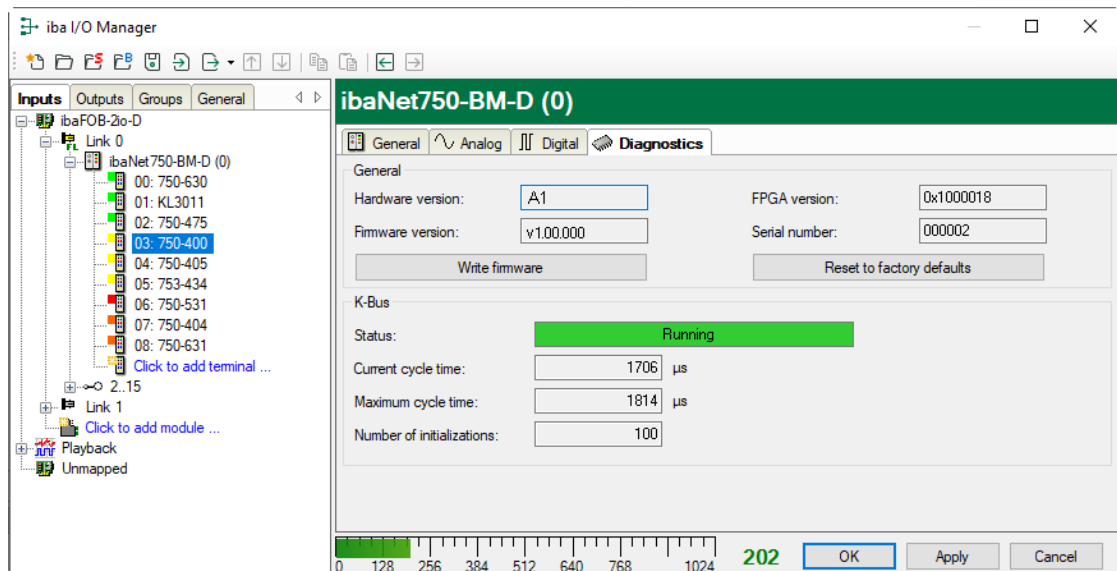 iba I/O Manager
Inputs Outputs Groups General
ibaFOB-2io-D
Link 0
ibaNet750-BM-D (0)
00: 750-630
01: KL3011
02: 750-475
03: 750-400
04: 750-405
05: 753-434
06: 750-531
07: 750-404
08: 750-631
Click to add terminal ...
2..15
Link 1
Click to add module ...
Playback
Unmapped
ibaNet750-BM-D (0)
General Analog Digital Diagnostics
General
Hardware version: A1 FPGA version: 0x1000018
Firmware version: v1.00.000 Serial number: 000002
Write firmware Reset to factory defaults
K-Bus
Status: Running
Current cycle time: 1706 µs
Maximum cycle time: 1814 µs
Number of initializations: 100
0 128 256 384 512 640 768 1024 202 OK Apply Cancel